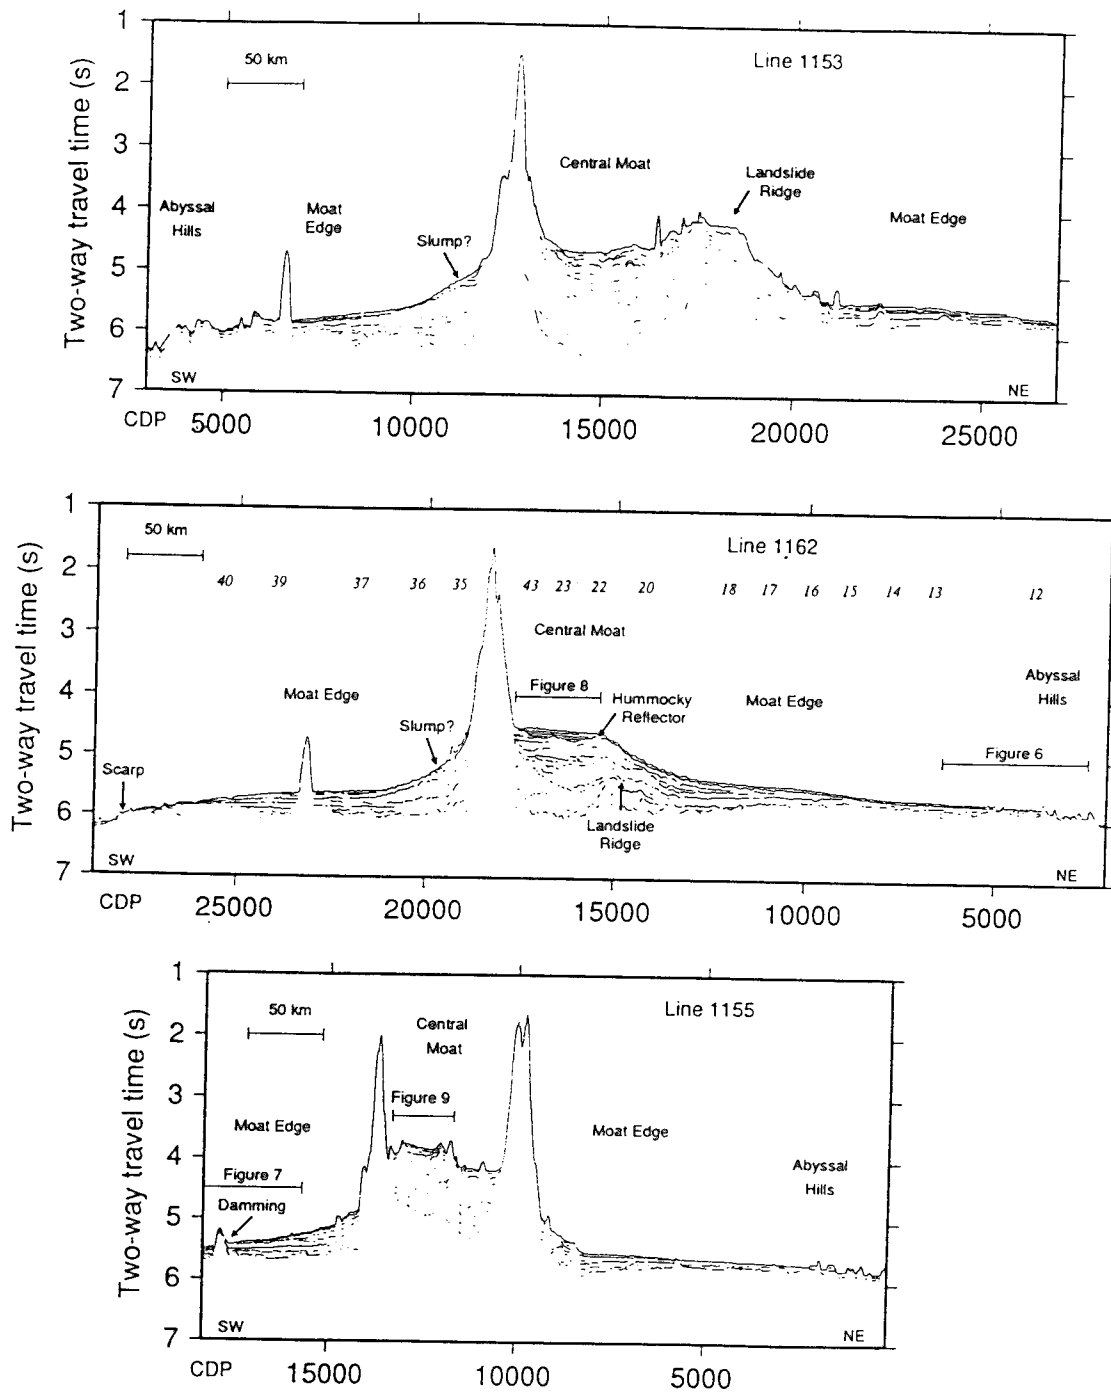 Two-way travel time (s)
1
2
3
4
5
6
7
50 km
Line 1153
Central Moat
Landslide
Ridge
Abyssal
Hills
Moat
Edge
Moat Edge
Slump?
SW
NE
CDP
5000
10000
15000
20000
25000
Two-way travel time (s)
1
2
3
4
5
6
7
50 km
Line 1162
40
39
37
36
35
43
23
22
20
18
17
16
15
14
13
12
Central Moat
Moat Edge
Figure 8
Hummocky
Reflector
Moat Edge
Abyssal
Hills
Slump?
Figure 6
Scarp
Landslide
Ridge
SW
NE
CDP
25000
20000
15000
10000
5000
Two-way travel time (s)
1
2
3
4
5
6
7
50 km
Central
Moat
Line 1155
Figure 9
Moat Edge
Moat Edge
Figure 7
Damming
Abyssal
Hills
SW
NE
CDP
15000
10000
5000